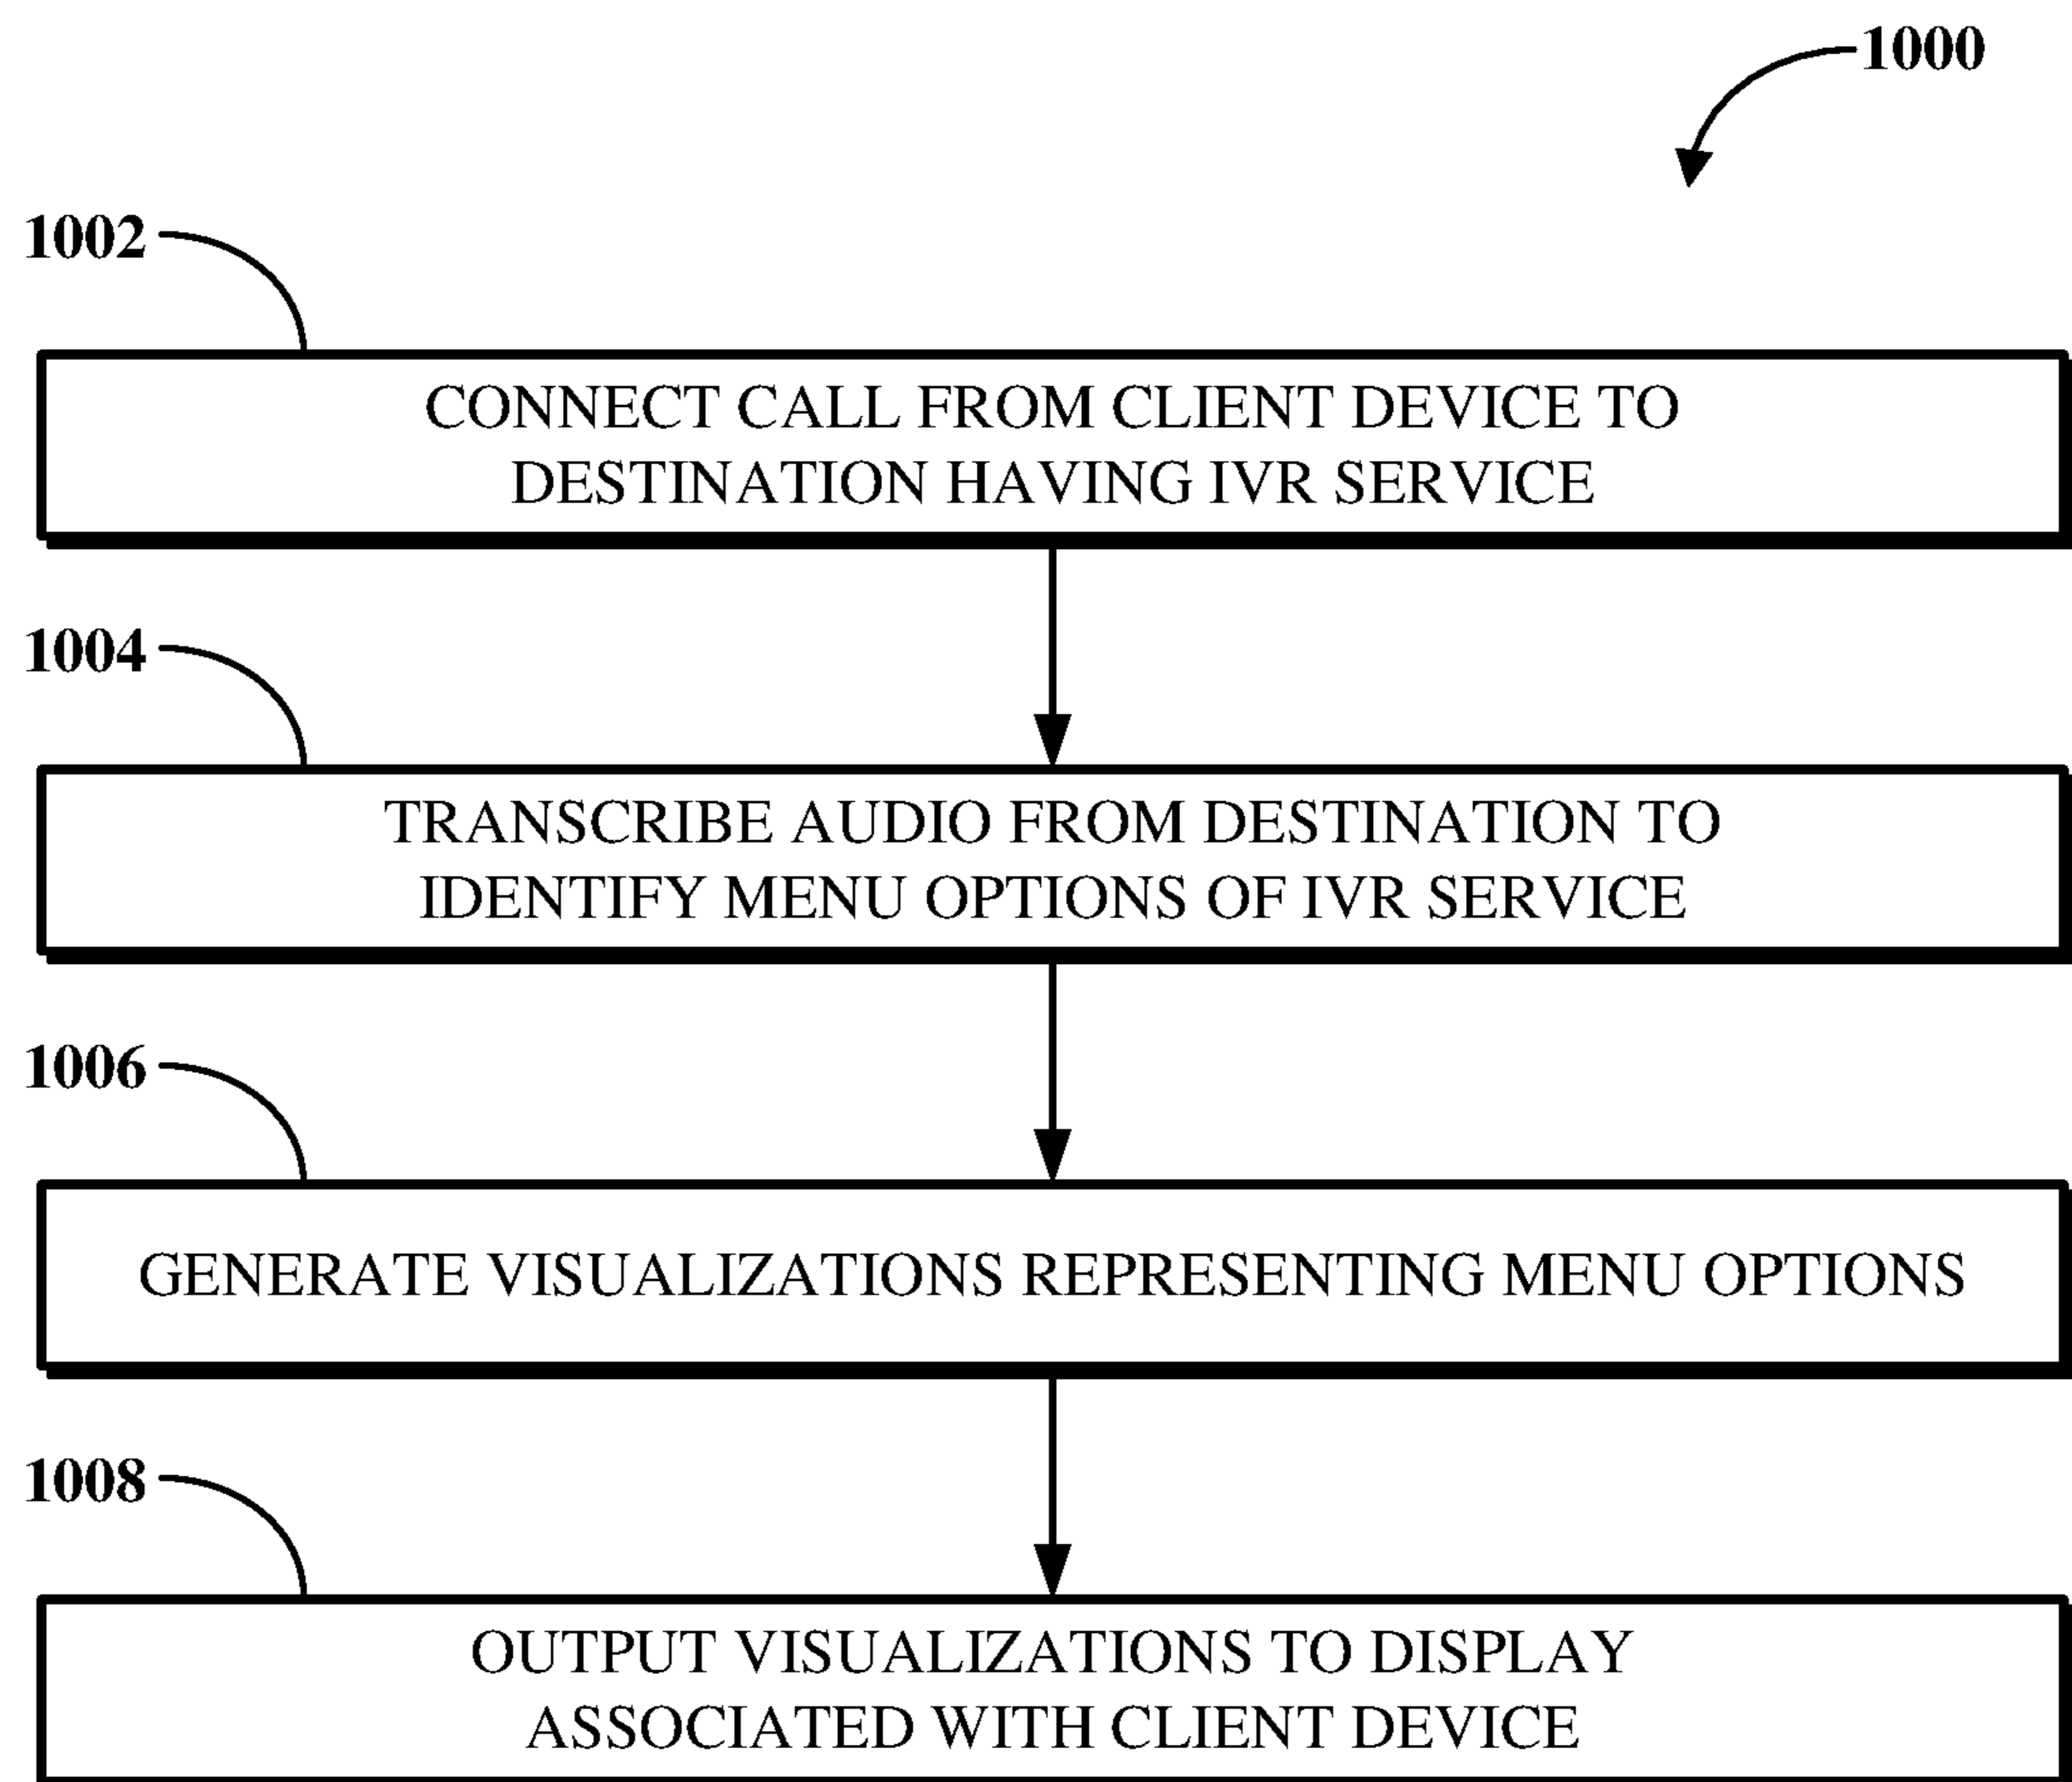 1000
1002
CONNECT CALL FROM CLIENT DEVICE TO
DESTINATION HAVING IVR SERVICE
1004
TRANSCRIBE AUDIO FROM DESTINATION TO
IDENTIFY MENU OPTIONS OF IVR SERVICE
1006
GENERATE VISUALIZATIONS REPRESENTING MENU OPTIONS
1008
OUTPUT VISUALIZATIONS TO DISPLAY
ASSOCIATED WITH CLIENT DEVICE